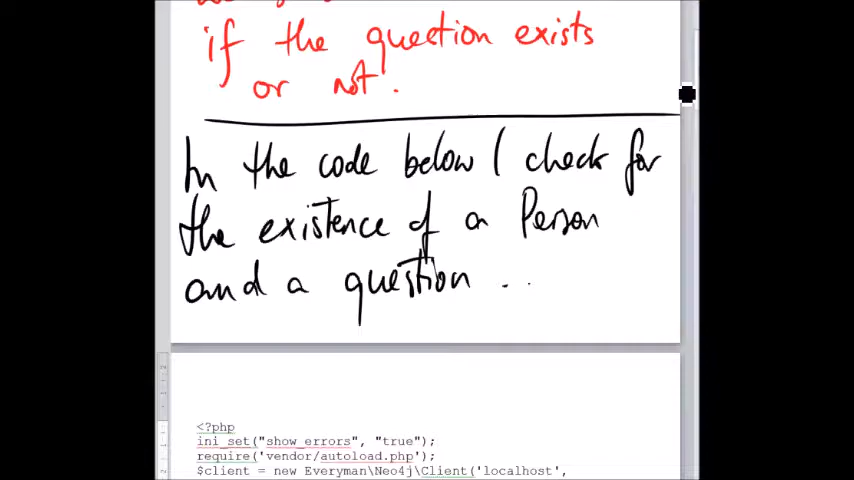 if the question exists
or not.
In the code below I check for
the existence of a Person
and a question ...
<?php
ini_set("show_errors", "true");
require('vendor/autoload.php');
$client = new Everyman\Neo4j\Client('localhost',